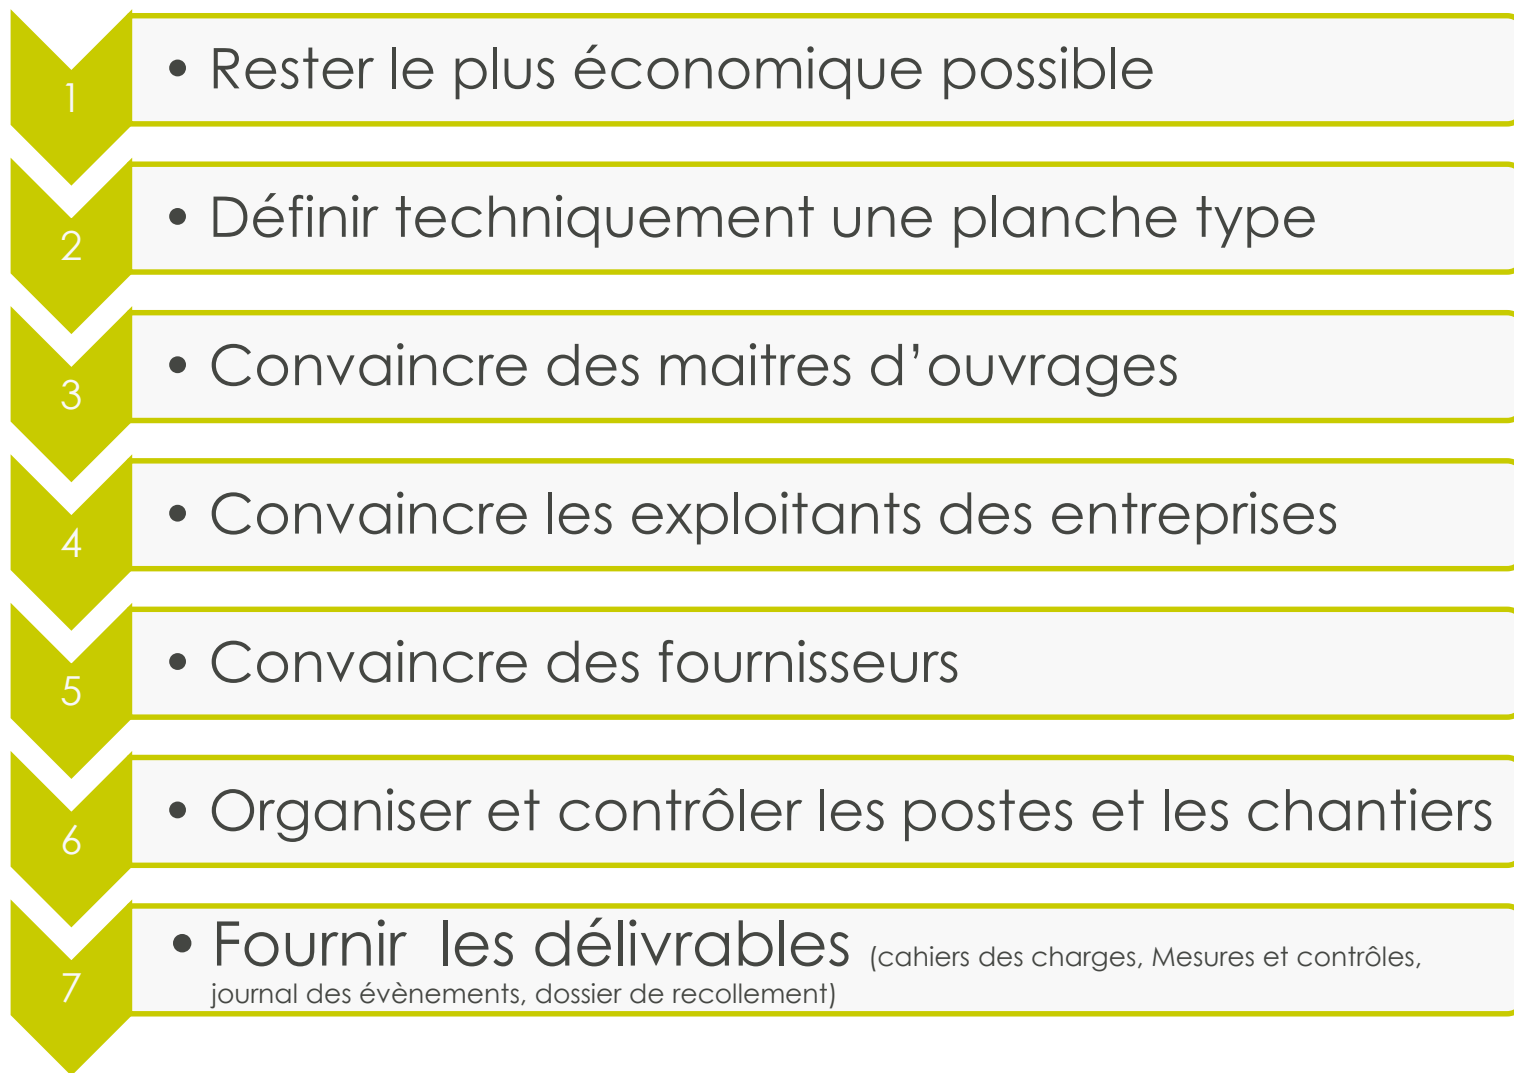 1
• Rester le plus économique possible
2
• Définir techniquement une planche type
3
• Convaincre des maitres d’ouvrages
4
• Convaincre les exploitants des entreprises
5
• Convaincre des fournisseurs
6
• Organiser et contrôler les postes et les chantiers
7
• Fournir  les délivrables (cahiers des charges, Mesures et contrôles,
journal des évènements, dossier de recollement)